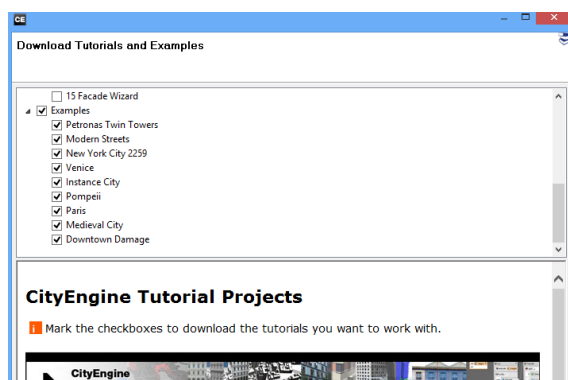 CE
Download Tutorials and Examples
15 Facade Wizard
Examples
Petronas Twin Towers
Modern Streets
New York City 2259
Venice
Instance City
Pompeii
Paris
Medieval City
Downtown Damage
CityEngine Tutorial Projects
i Mark the checkboxes to download the tutorials you want to work with.
CityEngine